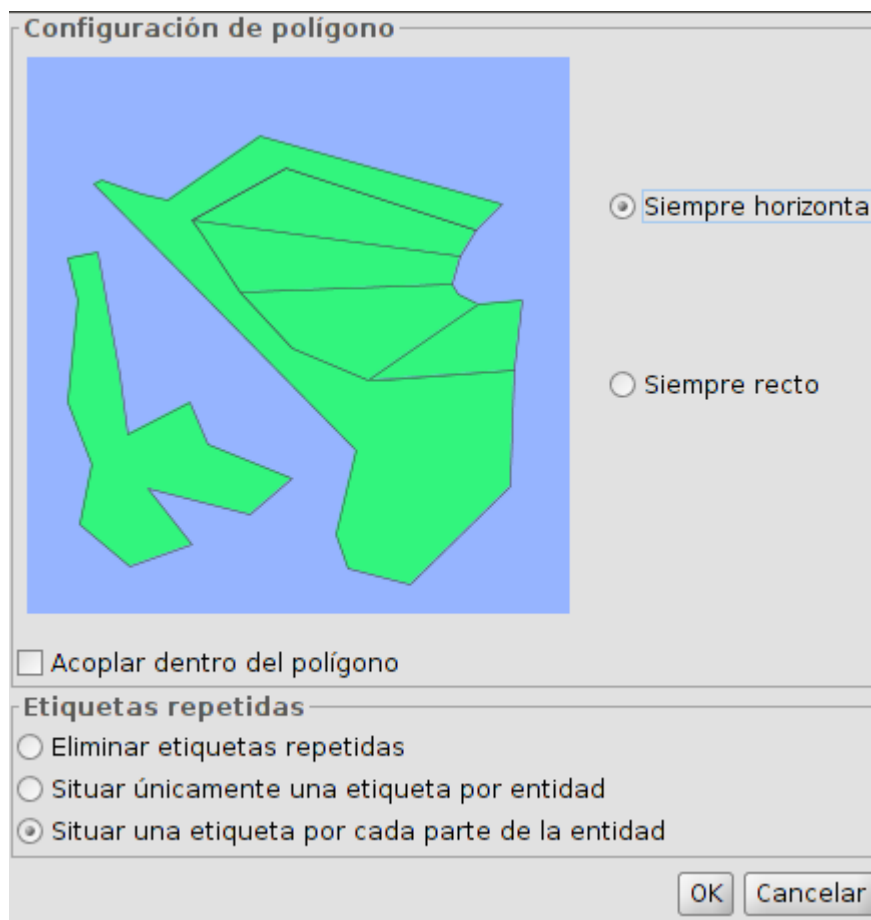 Configuración de polígono
Siempre horizonta
Siempre recto
Acoplar dentro del polígono
Etiquetas repetidas
Eliminar etiquetas repetidas
Situar únicamente una etiqueta por entidad
Situar una etiqueta por cada parte de la entidad
OK Cancelar